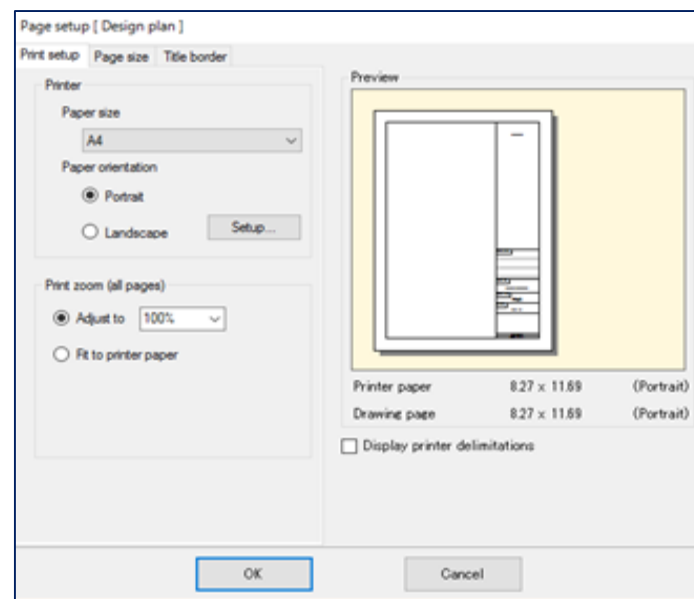 Page setup [ Design plan ]
Print setup Page size Title border
Printer
Paper size
A4
Paper orientation
Portrait
Landscape Setup...
Print zoom (all pages)
Adjust to 100%
Fit to printer paper
Preview
Printer paper 8.27 × 11.69 (Portrait)
Drawing page 8.27 × 11.69 (Portrait)
Display printer delimitations
OK Cancel